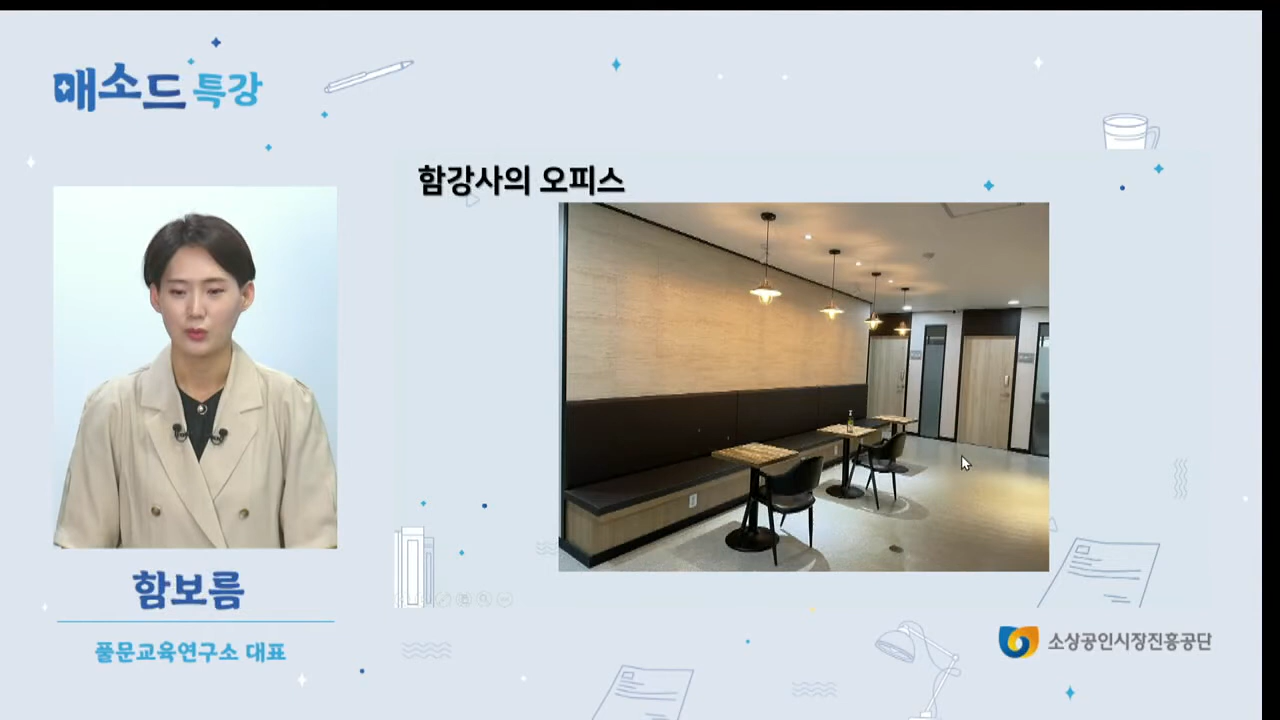 매소드 특강
함강사의 오피스
함보름
풀문교육연구소 대표
소상공인시장진흥공단